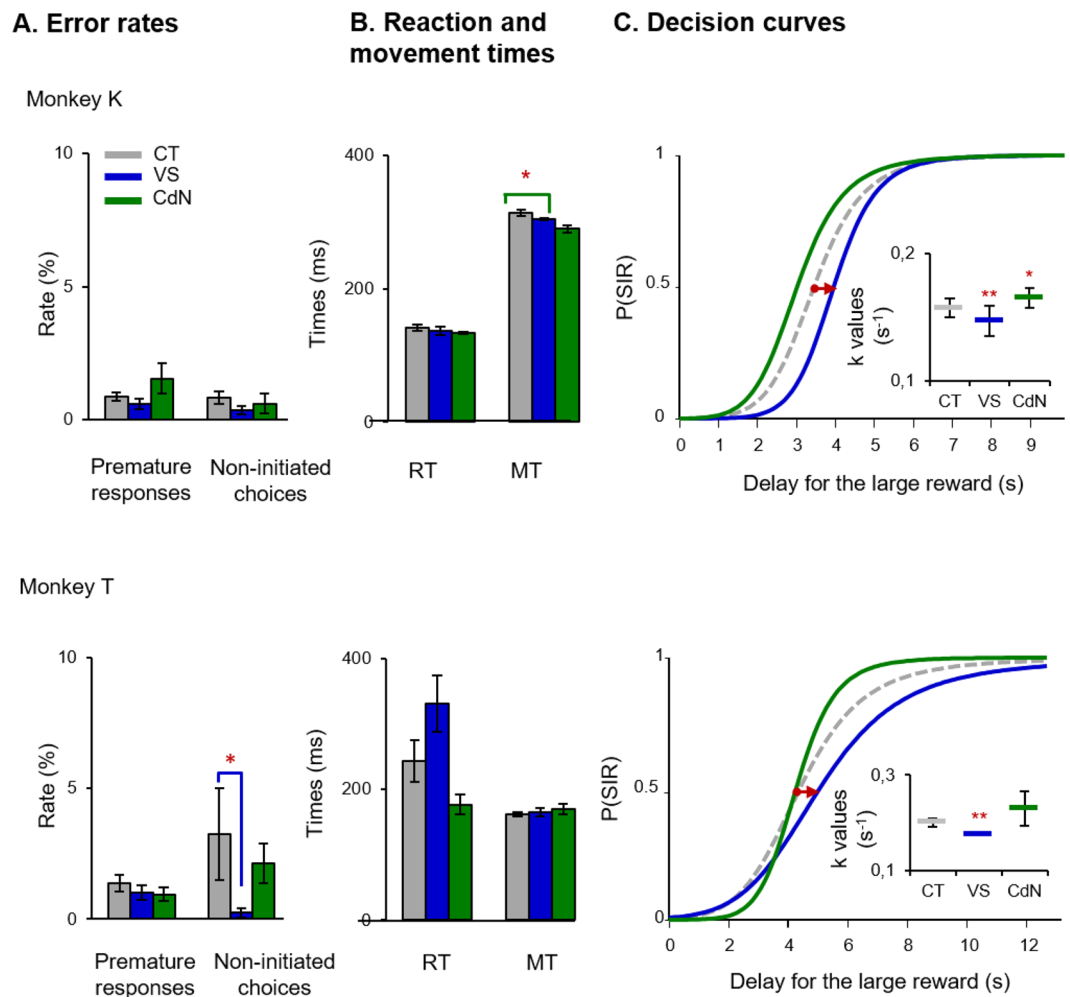 A. Error rates
B. Reaction and
movement times
C. Decision curves
Monkey K
10
5
0
Rate (%)
CT
VS
CdN
Premature
responses
Non-initiated
choices
400
200
0
Times (ms)
*
RT
MT
1
0.5
0
P(SIR)
0 1 2 3 4 5 6 7 8 9
Delay for the large reward (s)
0,2
0,1
k values
(s-1)
** *
CT VS CdN
Monkey T
10
5
0
Rate (%)
*
Premature
responses
Non-initiated
choices
400
200
0
Times (ms)
RT
MT
1
0.5
0
P(SIR)
0 2 4 6 8 10 12
Delay for the large reward (s)
0,3
0,1
k values
(s-1)
**
CT VS CdN